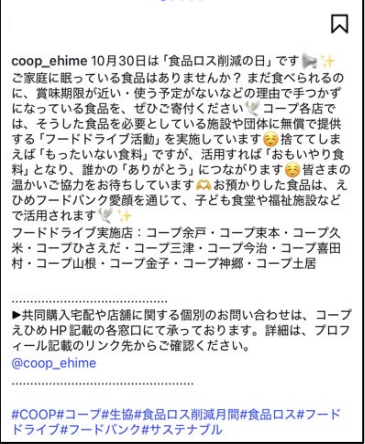 coop_ehime 10月30日は「食品ロス削減の日」です📢✨
ご家庭に眠っている食品はありませんか？ まだ食べられるの
に、賞味期限が近い・使う予定がないなどの理由で手つかず
になっている食品を、ぜひご寄付ください🕊️コープ各店で
は、そうした食品を必要としている施設や団体に無償で提供
する「フードドライブ活動」を実施しています☺️捨ててしま
えば「もったいない食料」ですが、活用すれば「おもいやり食
料」となり、誰かの「ありがとう」につながります☺️皆さまの
温かいご協力をお待ちしています🫶お預かりした食品は、え
ひめフードバンク愛顔を通じて、子ども食堂や福祉施設など
で活用されます🕊️✨
フードドライブ実施店：コープ余戸・コープ束本・コープ久
米・コープひさえだ・コープ三津・コープ今治・コープ喜田
村・コープ山根・コープ金子・コープ神郷・コープ土居
..........................................
▶共同購入宅配や店舗に関する個別のお問い合わせは、コープ
えひめHP記載の各窓口にて承っております。詳細は、プロフ
ィール記載のリンク先からご確認ください。
@coop_ehime
.................................................
#COOP#コープ#生協#食品ロス削減月間#食品ロス#フード
ドライブ#フードバンク#サステナブル